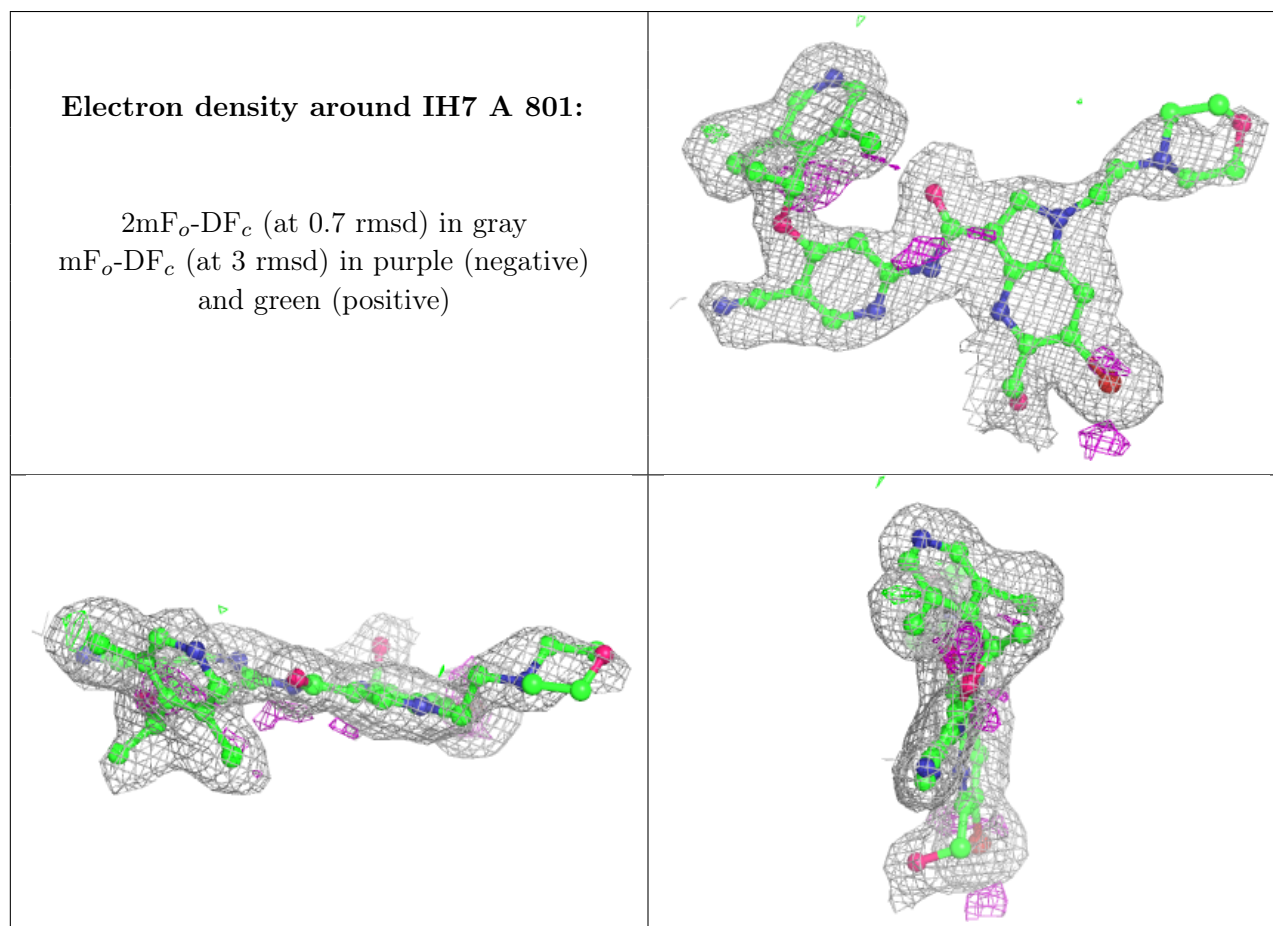 Electron density around IH7 A 801:
2mFo-DFc (at 0.7 rmsd) in gray
mFo-DFc (at 3 rmsd) in purple (negative)
and green (positive)